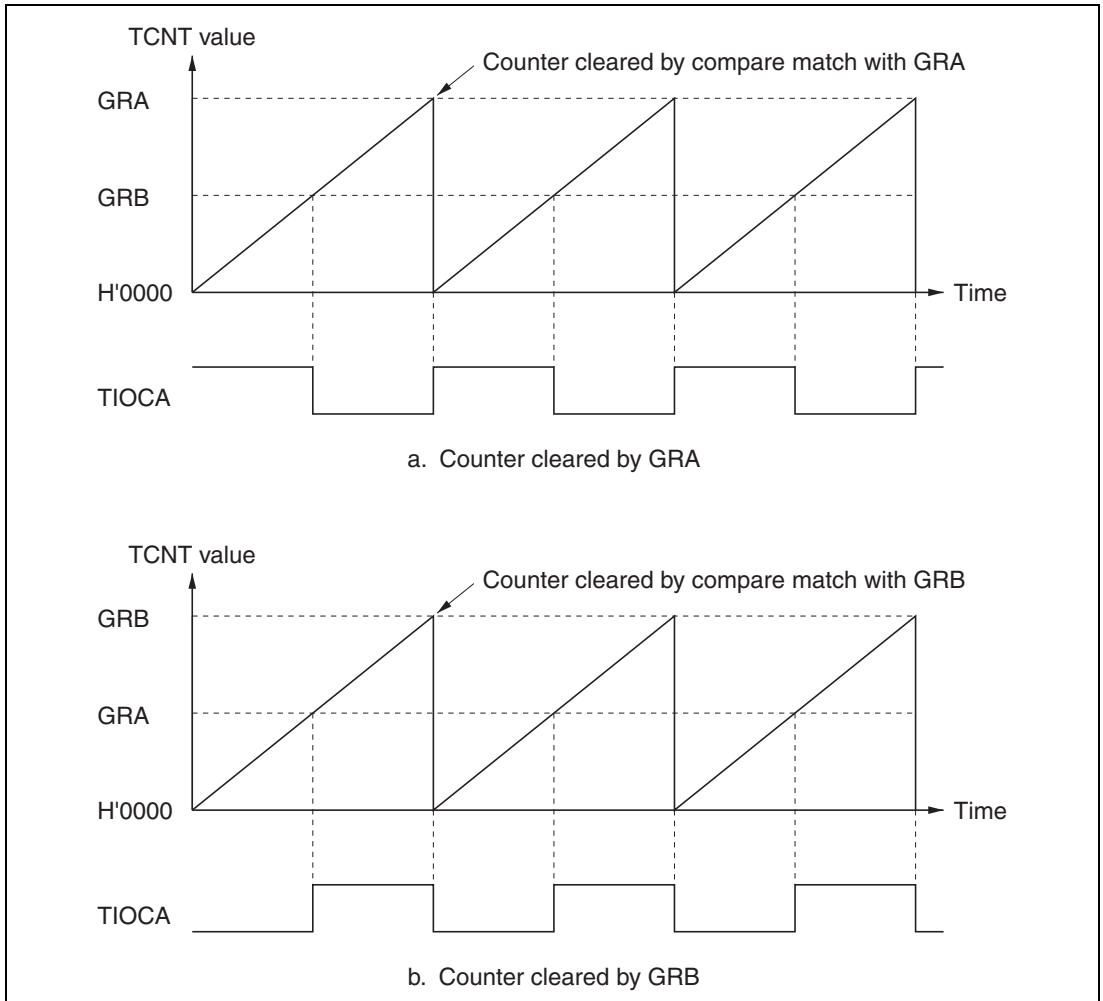 TCNT value
Counter cleared by compare match with GRA
GRA
GRB
H'0000
Time
TIOCA
a. Counter cleared by GRA
TCNT value
Counter cleared by compare match with GRB
GRB
GRA
H'0000
Time
TIOCA
b. Counter cleared by GRB